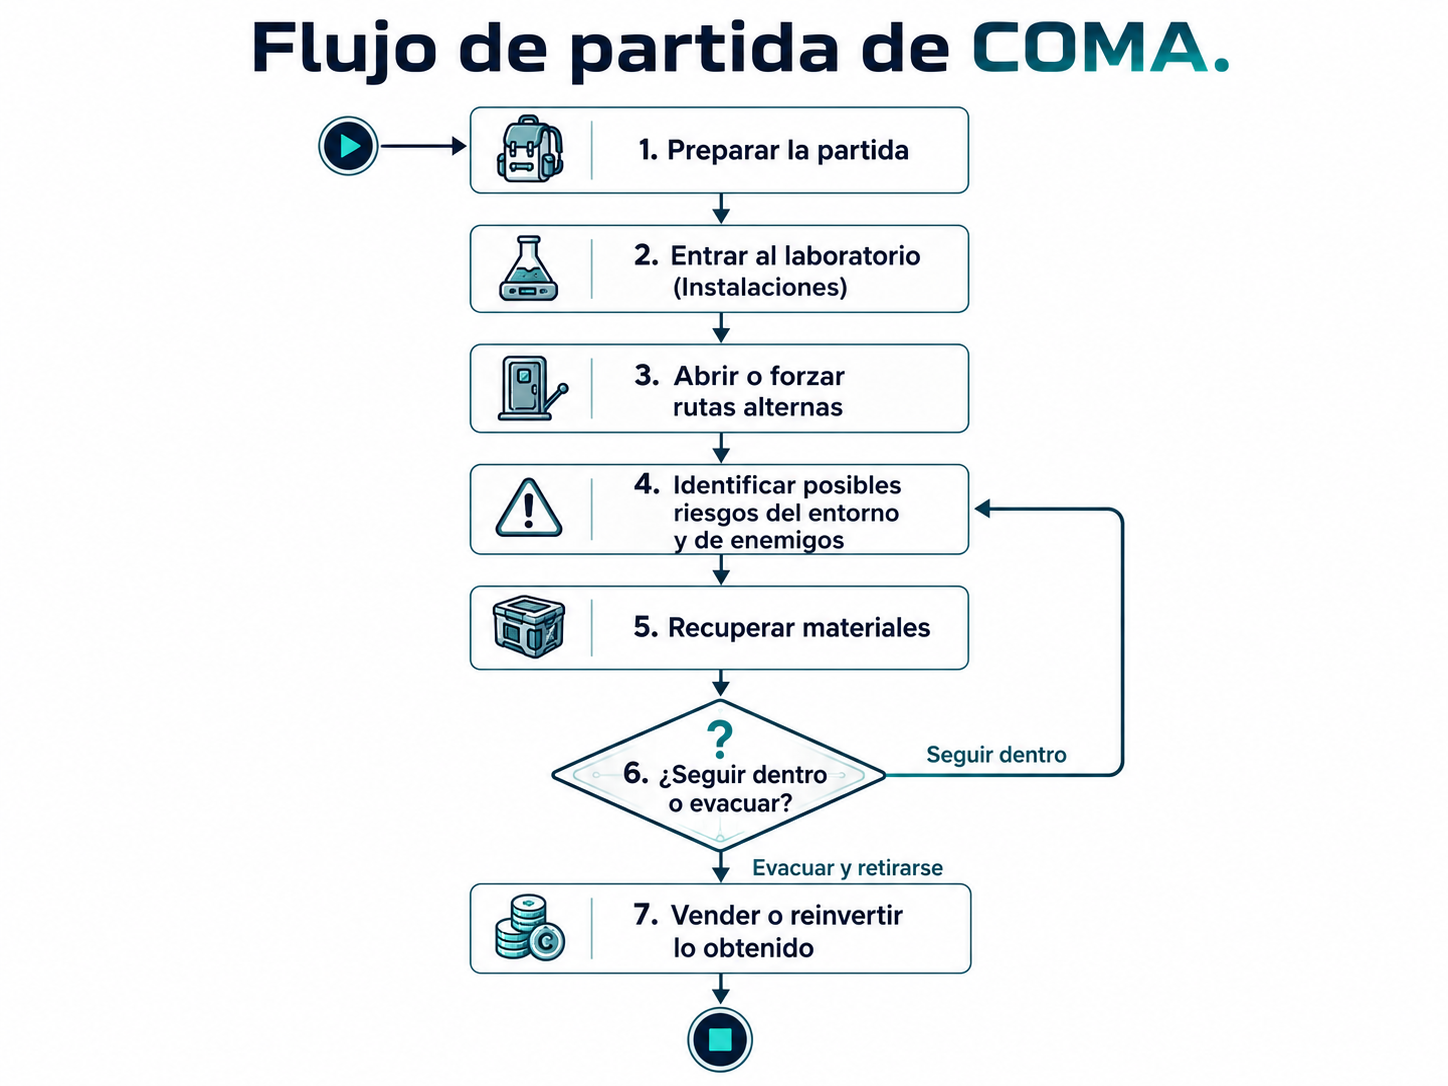 Flujo de partida de COMA.
1. Preparar la partida
2. Entrar al laboratorio
(Instalaciones)
3. Abrir o forzar
rutas alternas
4. Identificar posibles
riesgos del entorno
y de enemigos
5. Recuperar materiales
?
6. ¿Seguir dentro
o evacuar?
Seguir dentro
Evacuar y retirarse
C
7. Vender o reinvertir
lo obtenido